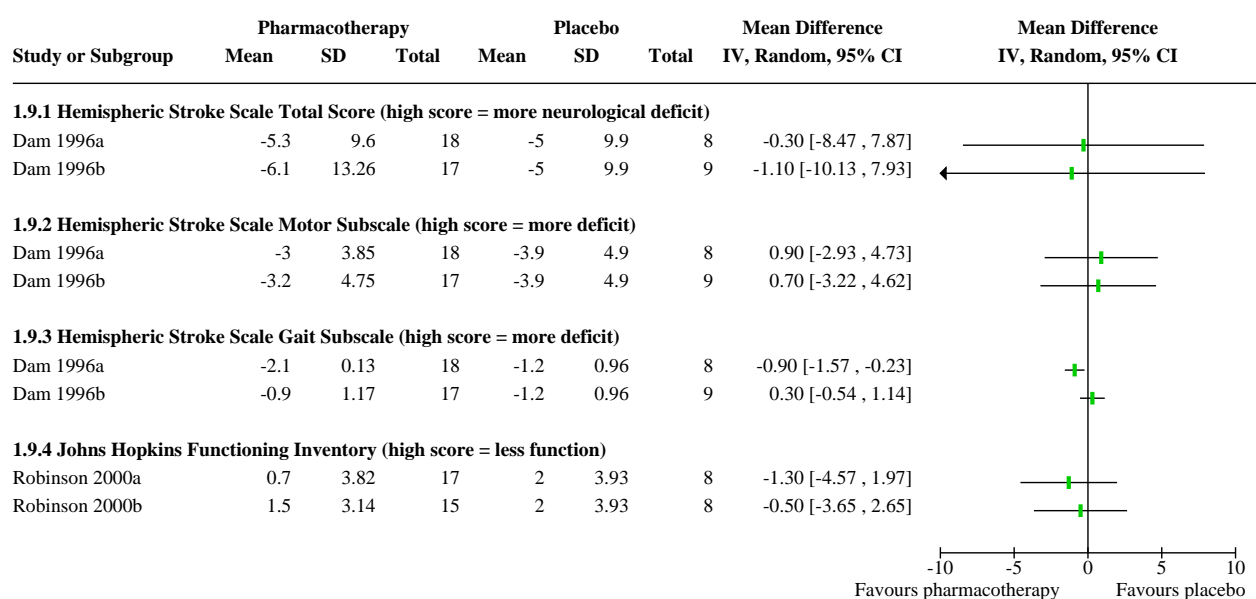 Pharmacotherapy Placebo Mean Difference Mean Difference
Study or Subgroup Mean SD Total Mean SD Total IV, Random, 95% CI IV, Random, 95% CI
1.9.1 Hemispheric Stroke Scale Total Score (high score = more neurological deficit)
Dam 1996a -5.3 9.6 18 -5 9.9 8 -0.30 [-8.47 , 7.87]
Dam 1996b -6.1 13.26 17 -5 9.9 9 -1.10 [-10.13 , 7.93]
1.9.2 Hemispheric Stroke Scale Motor Subscale (high score = more deficit)
Dam 1996a -3 3.85 18 -3.9 4.9 8 0.90 [-2.93 , 4.73]
Dam 1996b -3.2 4.75 17 -3.9 4.9 9 0.70 [-3.22 , 4.62]
1.9.3 Hemispheric Stroke Scale Gait Subscale (high score = more deficit)
Dam 1996a -2.1 0.13 18 -1.2 0.96 8 -0.90 [-1.57 , -0.23]
Dam 1996b -0.9 1.17 17 -1.2 0.96 9 0.30 [-0.54 , 1.14]
1.9.4 Johns Hopkins Functioning Inventory (high score = less function)
Robinson 2000a 0.7 3.82 17 2 3.93 8 -1.30 [-4.57 , 1.97]
Robinson 2000b 1.5 3.14 15 2 3.93 8 -0.50 [-3.65 , 2.65]
-10 -5 0 5 10
Favours pharmacotherapy Favours placebo